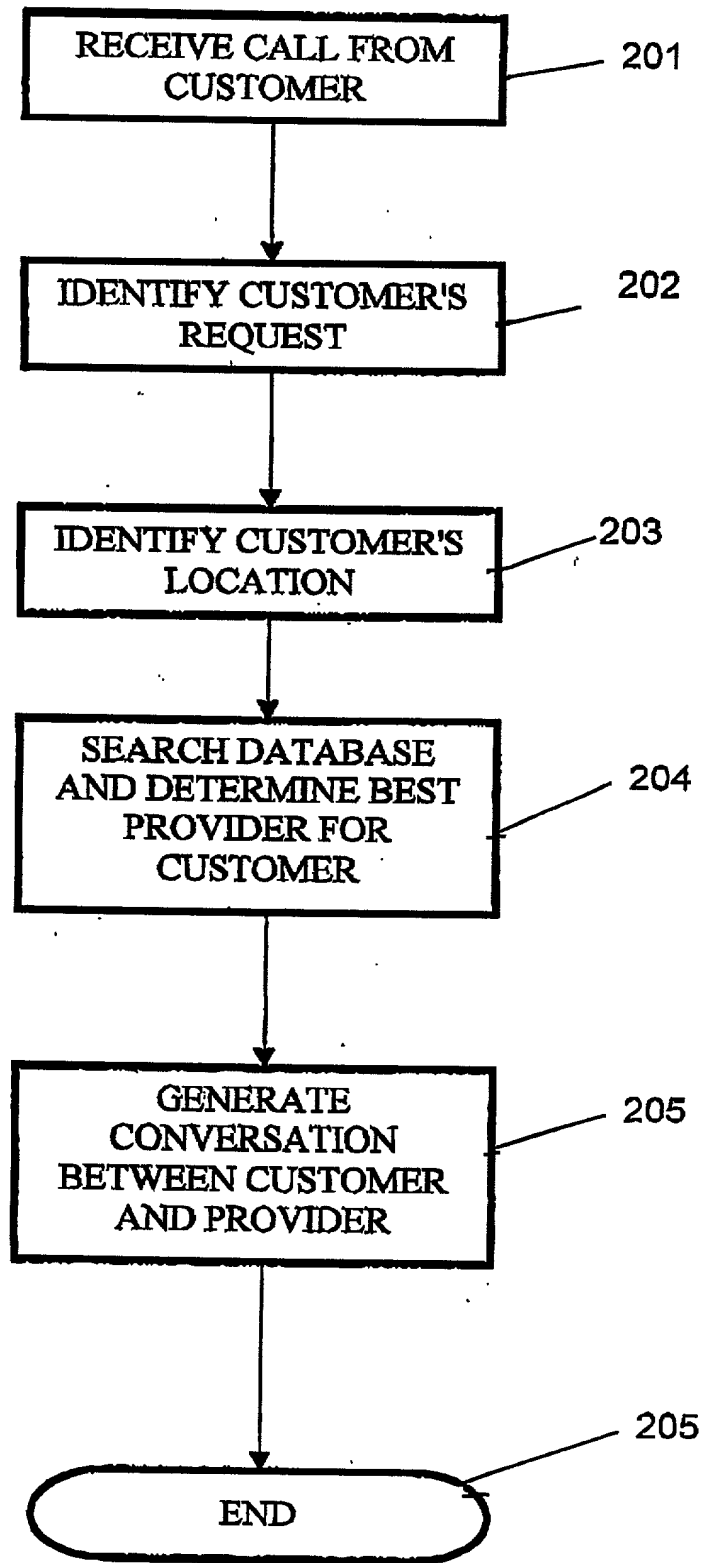 RECEIVE CALL FROM
CUSTOMER
201
IDENTIFY CUSTOMER'S
REQUEST
202
IDENTIFY CUSTOMER'S
LOCATION
203
SEARCH DATABASE
AND DETERMINE BEST
PROVIDER FOR
CUSTOMER
204
GENERATE
CONVERSATION
BETWEEN CUSTOMER
AND PROVIDER
205
END
205